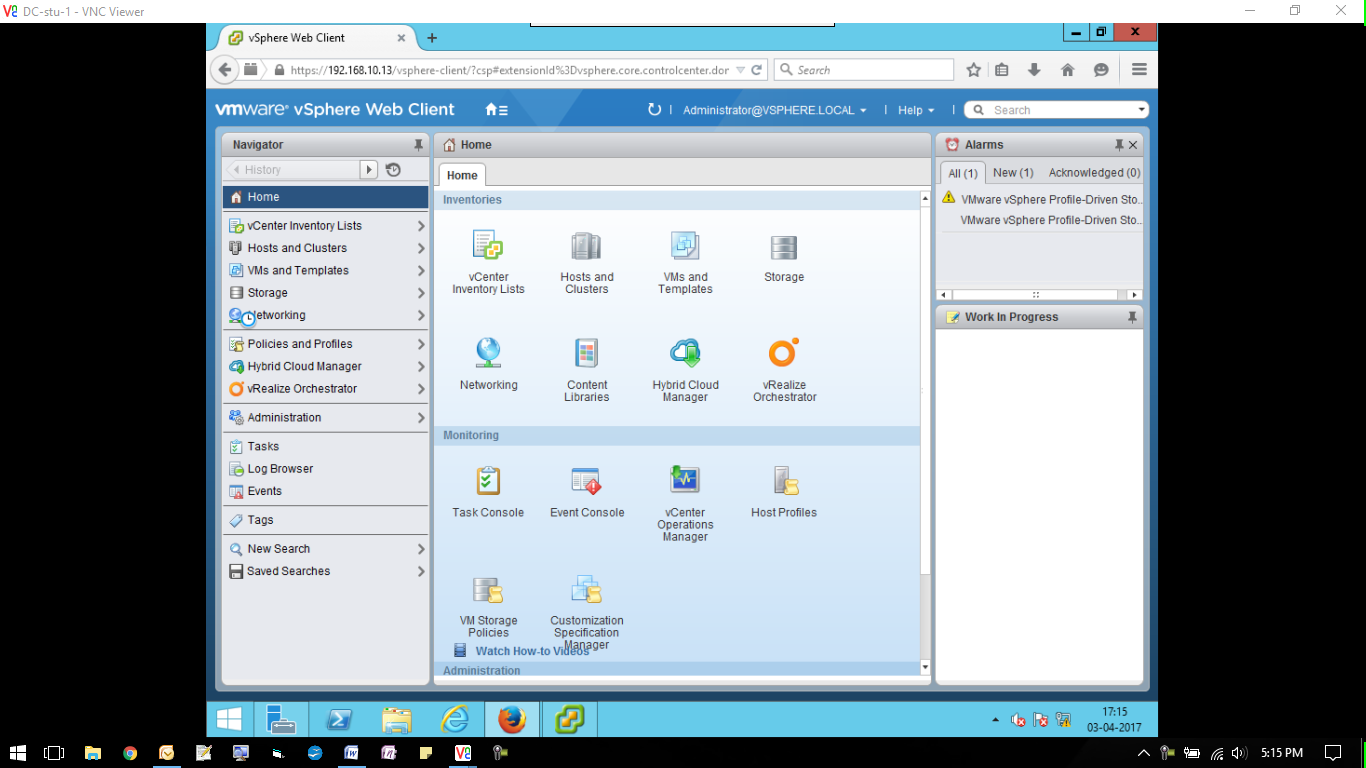 DC-stu-1 - VNC Viewer
vSphere Web Client
https://192.168.10.13/vsphere-client/?csp#extensionId%3Dvsphere.core.controlcenter.dor
Search
vmware® vSphere Web Client
Administrator@VSPHERE.LOCAL
Help
Search
Navigator
History
Home
vCenter Inventory Lists
Hosts and Clusters
VMs and Templates
Storage
etworking
Policies and Profiles
Hybrid Cloud Manager
vRealize Orchestrator
Administration
Tasks
Log Browser
Events
Tags
New Search
Saved Searches
Home
Home
Inventories
vCenter
Inventory Lists
Hosts and
Clusters
VMs and
Templates
Storage
Networking
Content
Libraries
Hybrid Cloud
Manager
vRealize
Orchestrator
Monitoring
Task Console
Event Console
vCenter
Operations
Manager
Host Profiles
VM Storage
Policies
Customization
Specification
Manager
Watch How-to Videos
Administration
Alarms
All (1)
New (1)
Acknowledged (0)
VMware vSphere Profile-Driven Sto..
VMware vSphere Profile-Driven Sto...
Work In Progress
17:15
03-04-2017
5:15 PM